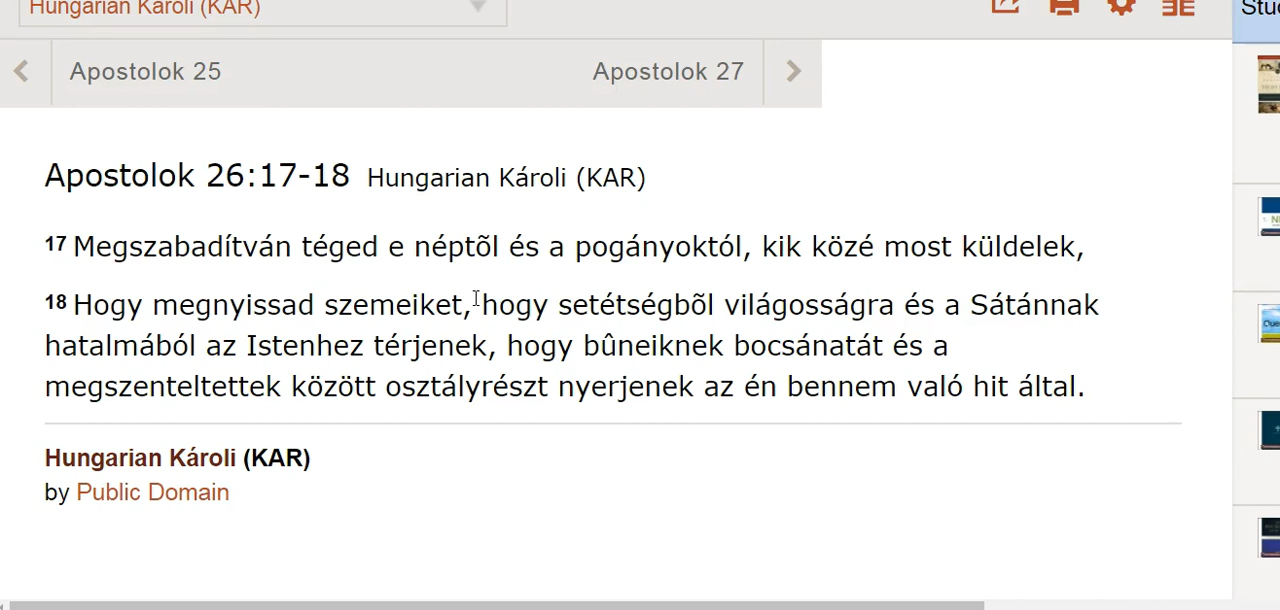 Hungarian Károli (KAR)
Stu
Apostolok 25
Apostolok 27
Apostolok 26:17-18 Hungarian Károli (KAR)
17 Megszabadítván téged e néptõl és a pogányoktól, kik közé most küldelek,
18 Hogy megnyissad szemeiket, hogy setétségbõl világosságra és a Sátánnak
hatalmából az Istenhez térjenek, hogy bûneiknek bocsánatát és a
megszenteltettek között osztályrészt nyerjenek az én bennem való hit által.
Hungarian Károli (KAR)
by Public Domain